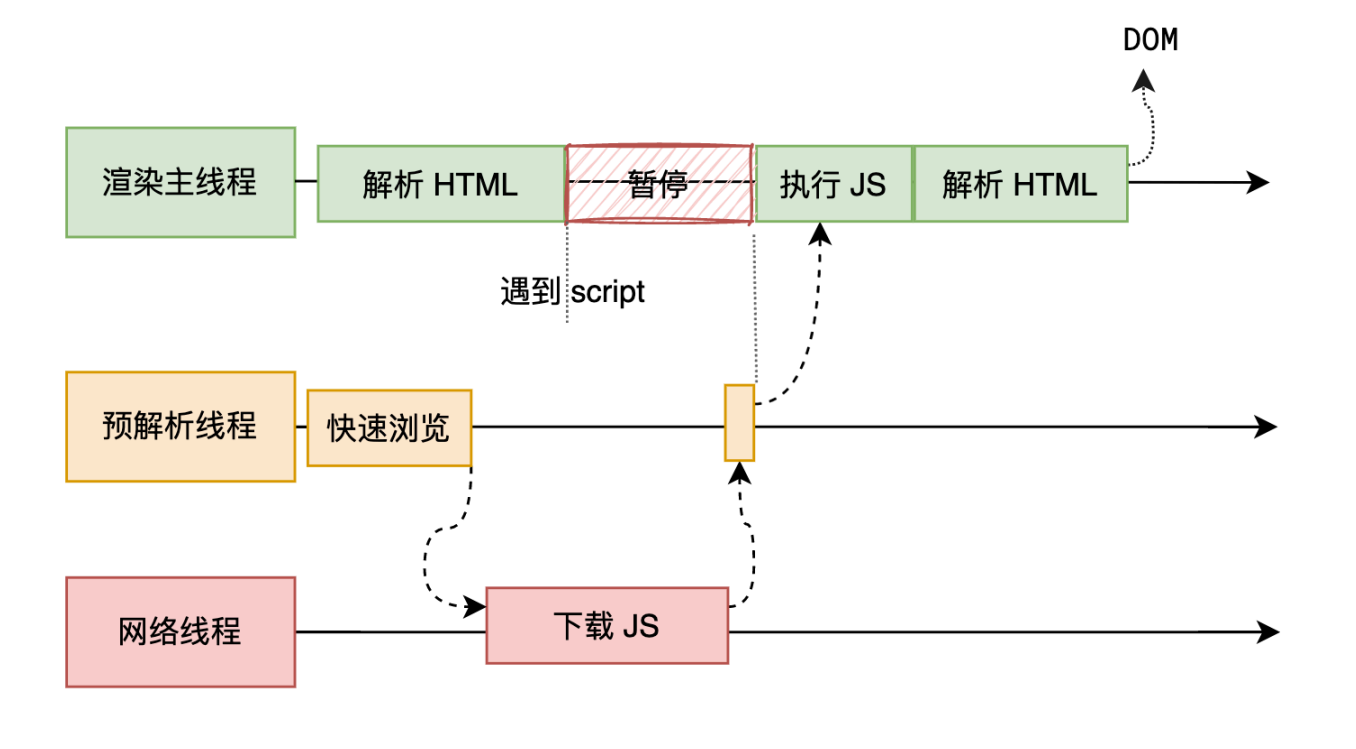 DOM
渲染主线程
解析 HTML
暂停
执行 JS
解析 HTML
遇到 script
预解析线程
快速浏览
网络线程
下载 JS